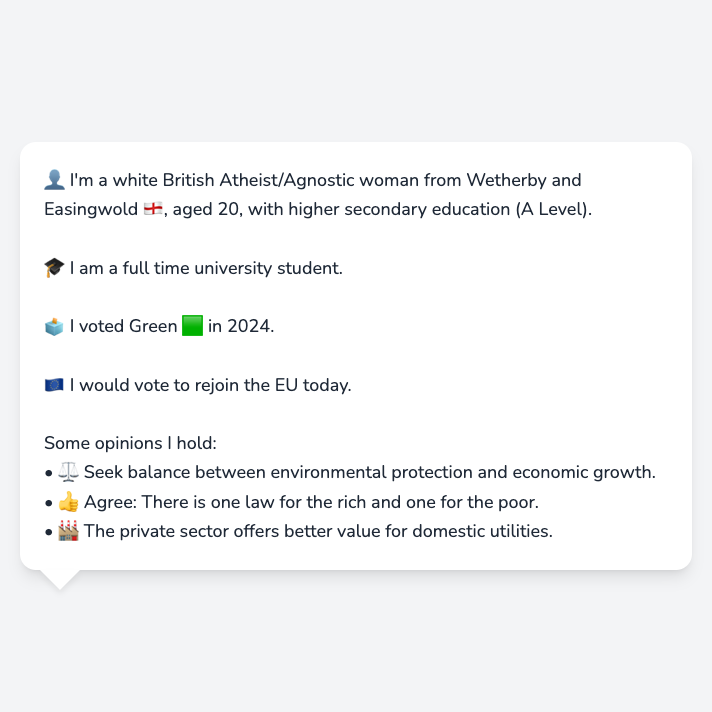 👤 I'm a white British Atheist/Agnostic woman from Wetherby and
Easingwold 🏴󠁧󠁢󠁥󠁮󠁧󠁿, aged 20, with higher secondary education (A Level).
🎓 I am a full time university student.
🗳️ I voted Green 🟩 in 2024.
🇪🇺 I would vote to rejoin the EU today.
Some opinions I hold:
• ⚖️ Seek balance between environmental protection and economic growth.
• 👍 Agree: There is one law for the rich and one for the poor.
• 🏭 The private sector offers better value for domestic utilities.